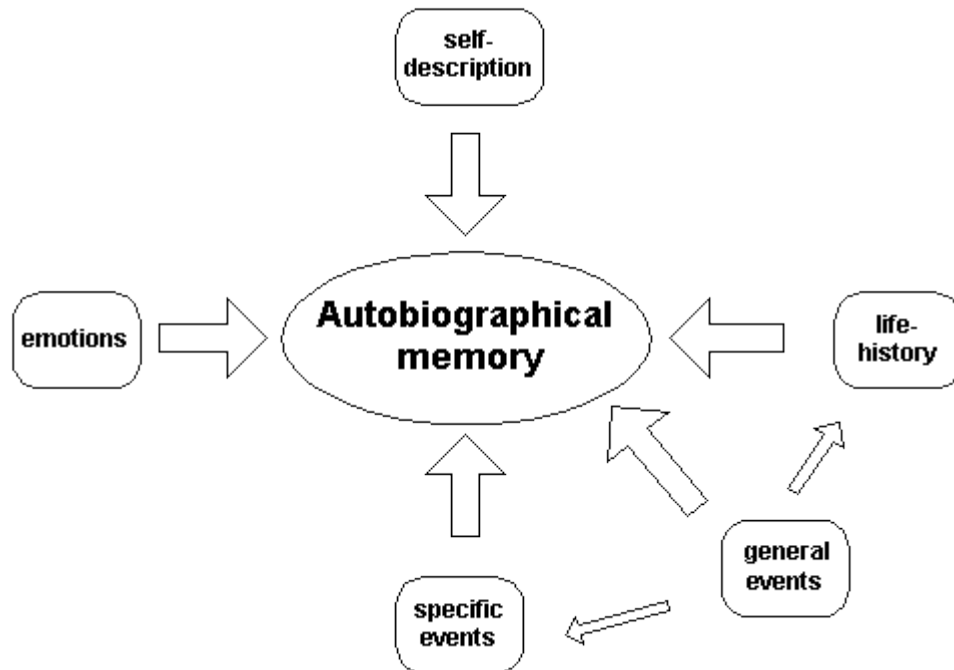 self-
description
Autobiographical
memory
emotions
life-
history
general
events
specific
events